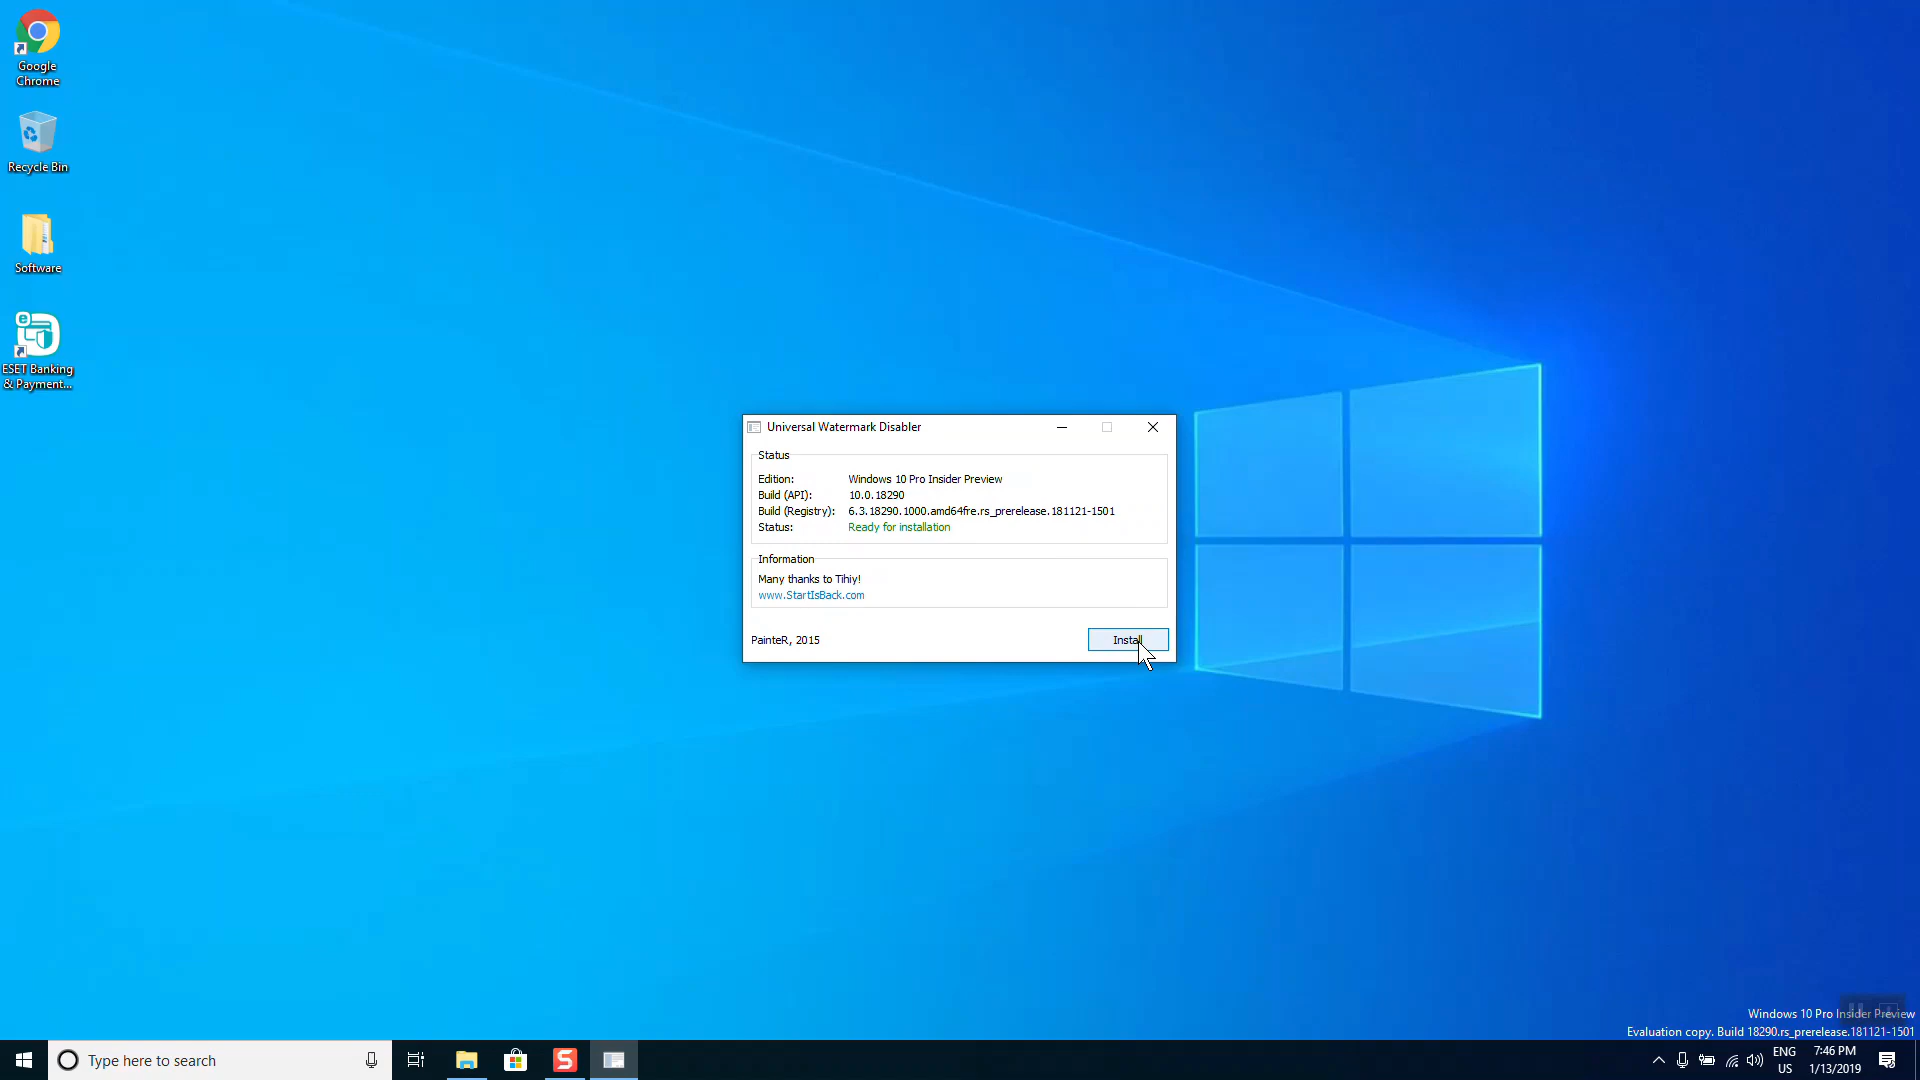 Google
Chrome
Recycle Bin
Software
ESET Banking
& Payment...
Universal Watermark Disabler
Status
Edition: Windows 10 Pro Insider Preview
Build (API): 10.0.18290
Build (Registry): 6.3.18290.1000.amd64fre.rs_prerelease.181121-1501
Status: Ready for installation
Information
Many thanks to Tihiy!
www.StartIsBack.com
PainteR, 2015
Install
Windows 10 Pro Insider Preview
Evaluation copy. Build 18290.rs_prerelease.181121-1501
Type here to search
ENG
US
7:46 PM
1/13/2019